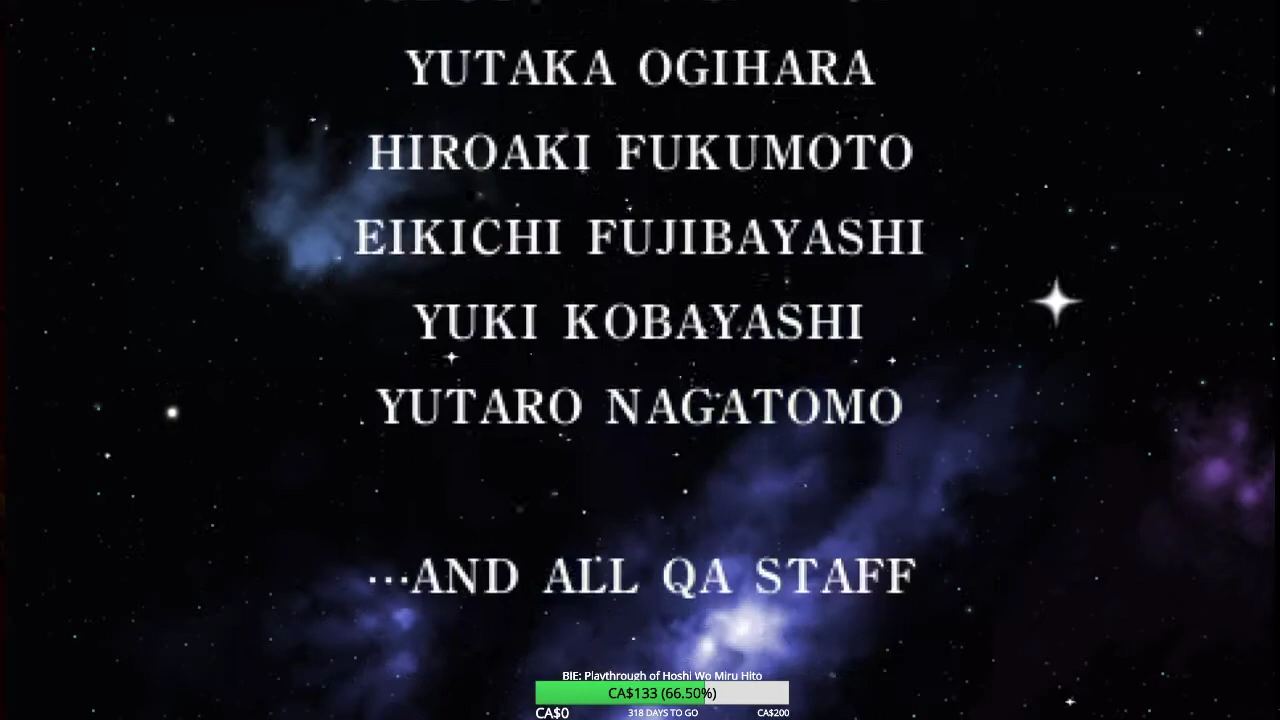 YUTAKA OGIHARA
HIROAKI FUKUMOTO
EIKICHI FUJIBAYASHI
YUKI KOBAYASHI
YUTARO NAGATOMO
…AND ALL QA STAFF
BIE: Playthrough of Hoshi Wo Miru Hito
CA$133 (66.50%)
CA$0 318 DAYS TO GO CA$200